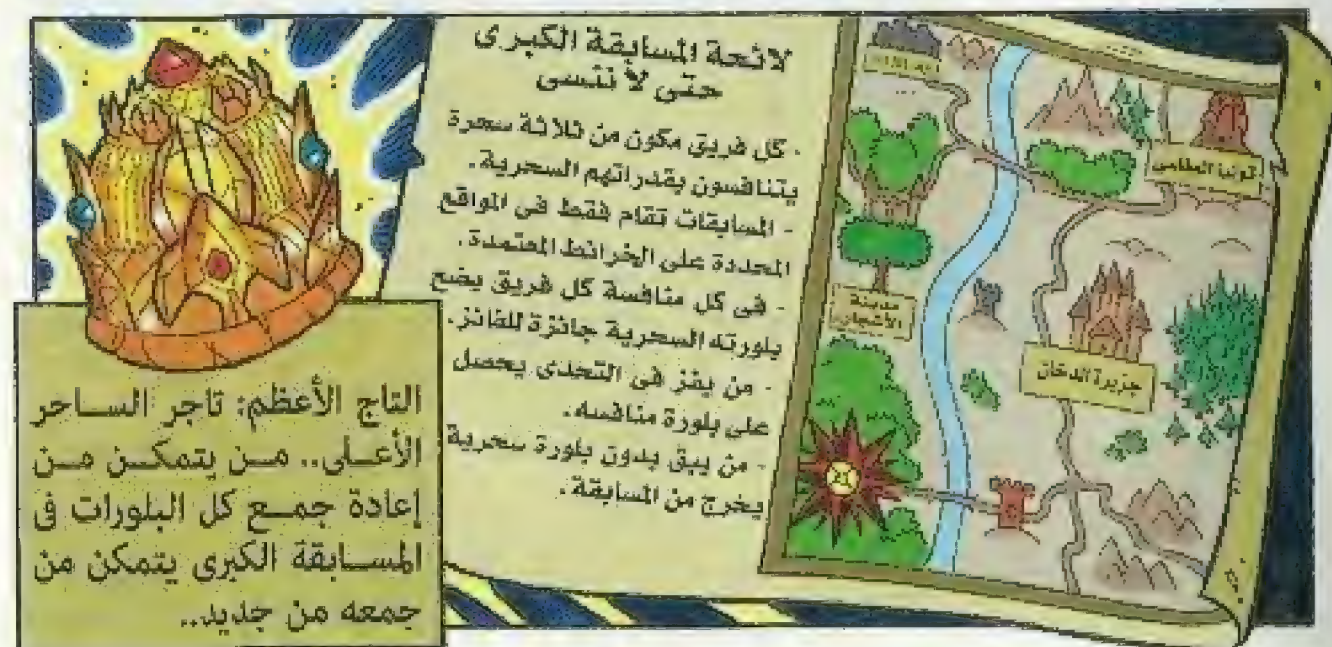 لائحة المسابقة الكبرى
حتى لا ننسى
- كل فريق مكون من ثلاثة سحرة
يتنافسون بقدراتهم السحرية.
- المسابقات تقام فقط فى المواقع
المحددة على الخرائط المعتمدة.
- فى كل منافسة كل فريق يضع
بلورته السحرية جائزة للفائز.
- من يفز فى التحدى يحصل
على بلورة منافسه.
- من يبق بدون بلورة سحرية
يخرج من المسابقة.
مدينة
الأشجار
جزيرة الدخان
التاج الأعظم: تاجر الساحر
الأعلى.. من يتمكن من
إعادة جمع كل البلورات فى
المسابقة الكبرى يتمكن من
جمعه من جديد..